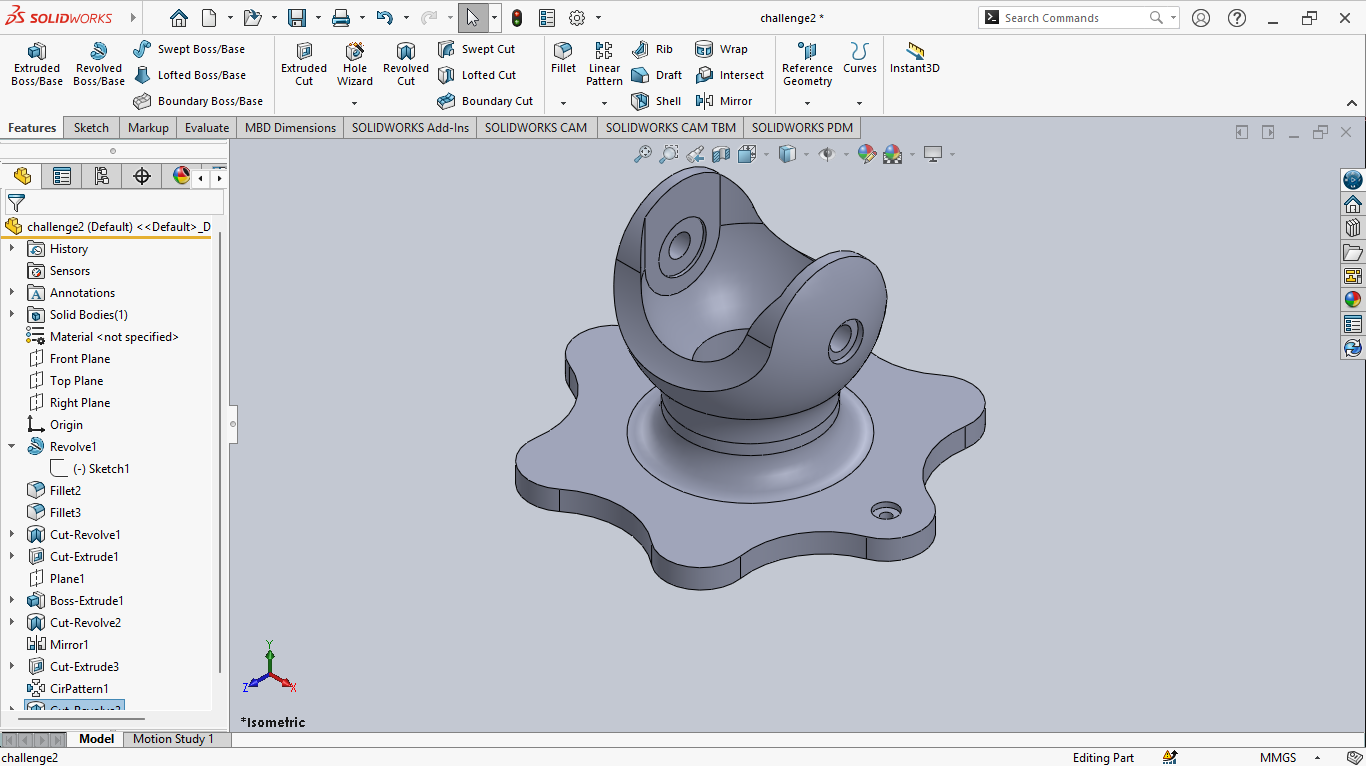 SOLIDWORKS
challenge2 *
Search Commands
Extruded Boss/Base
Revolved Boss/Base
Swept Boss/Base
Lofted Boss/Base
Boundary Boss/Base
Extruded Cut
Hole Wizard
Revolved Cut
Swept Cut
Lofted Cut
Boundary Cut
Fillet
Linear Pattern
Rib
Draft
Shell
Wrap
Intersect
Mirror
Reference Geometry
Curves
Instant3D
Features
Sketch
Markup
Evaluate
MBD Dimensions
SOLIDWORKS Add-Ins
SOLIDWORKS CAM
SOLIDWORKS CAM TBM
SOLIDWORKS PDM
challenge2 (Default) <<Default>_D
History
Sensors
Annotations
Solid Bodies(1)
Material <not specified>
Front Plane
Top Plane
Right Plane
Origin
Revolve1
(-) Sketch1
Fillet2
Fillet3
Cut-Revolve1
Cut-Extrude1
Plane1
Boss-Extrude1
Cut-Revolve2
Mirror1
Cut-Extrude3
CirPattern1
Cut-Revolve3
Y
Z
X
*Isometric
Model
Motion Study 1
challenge2
Editing Part
MMGS